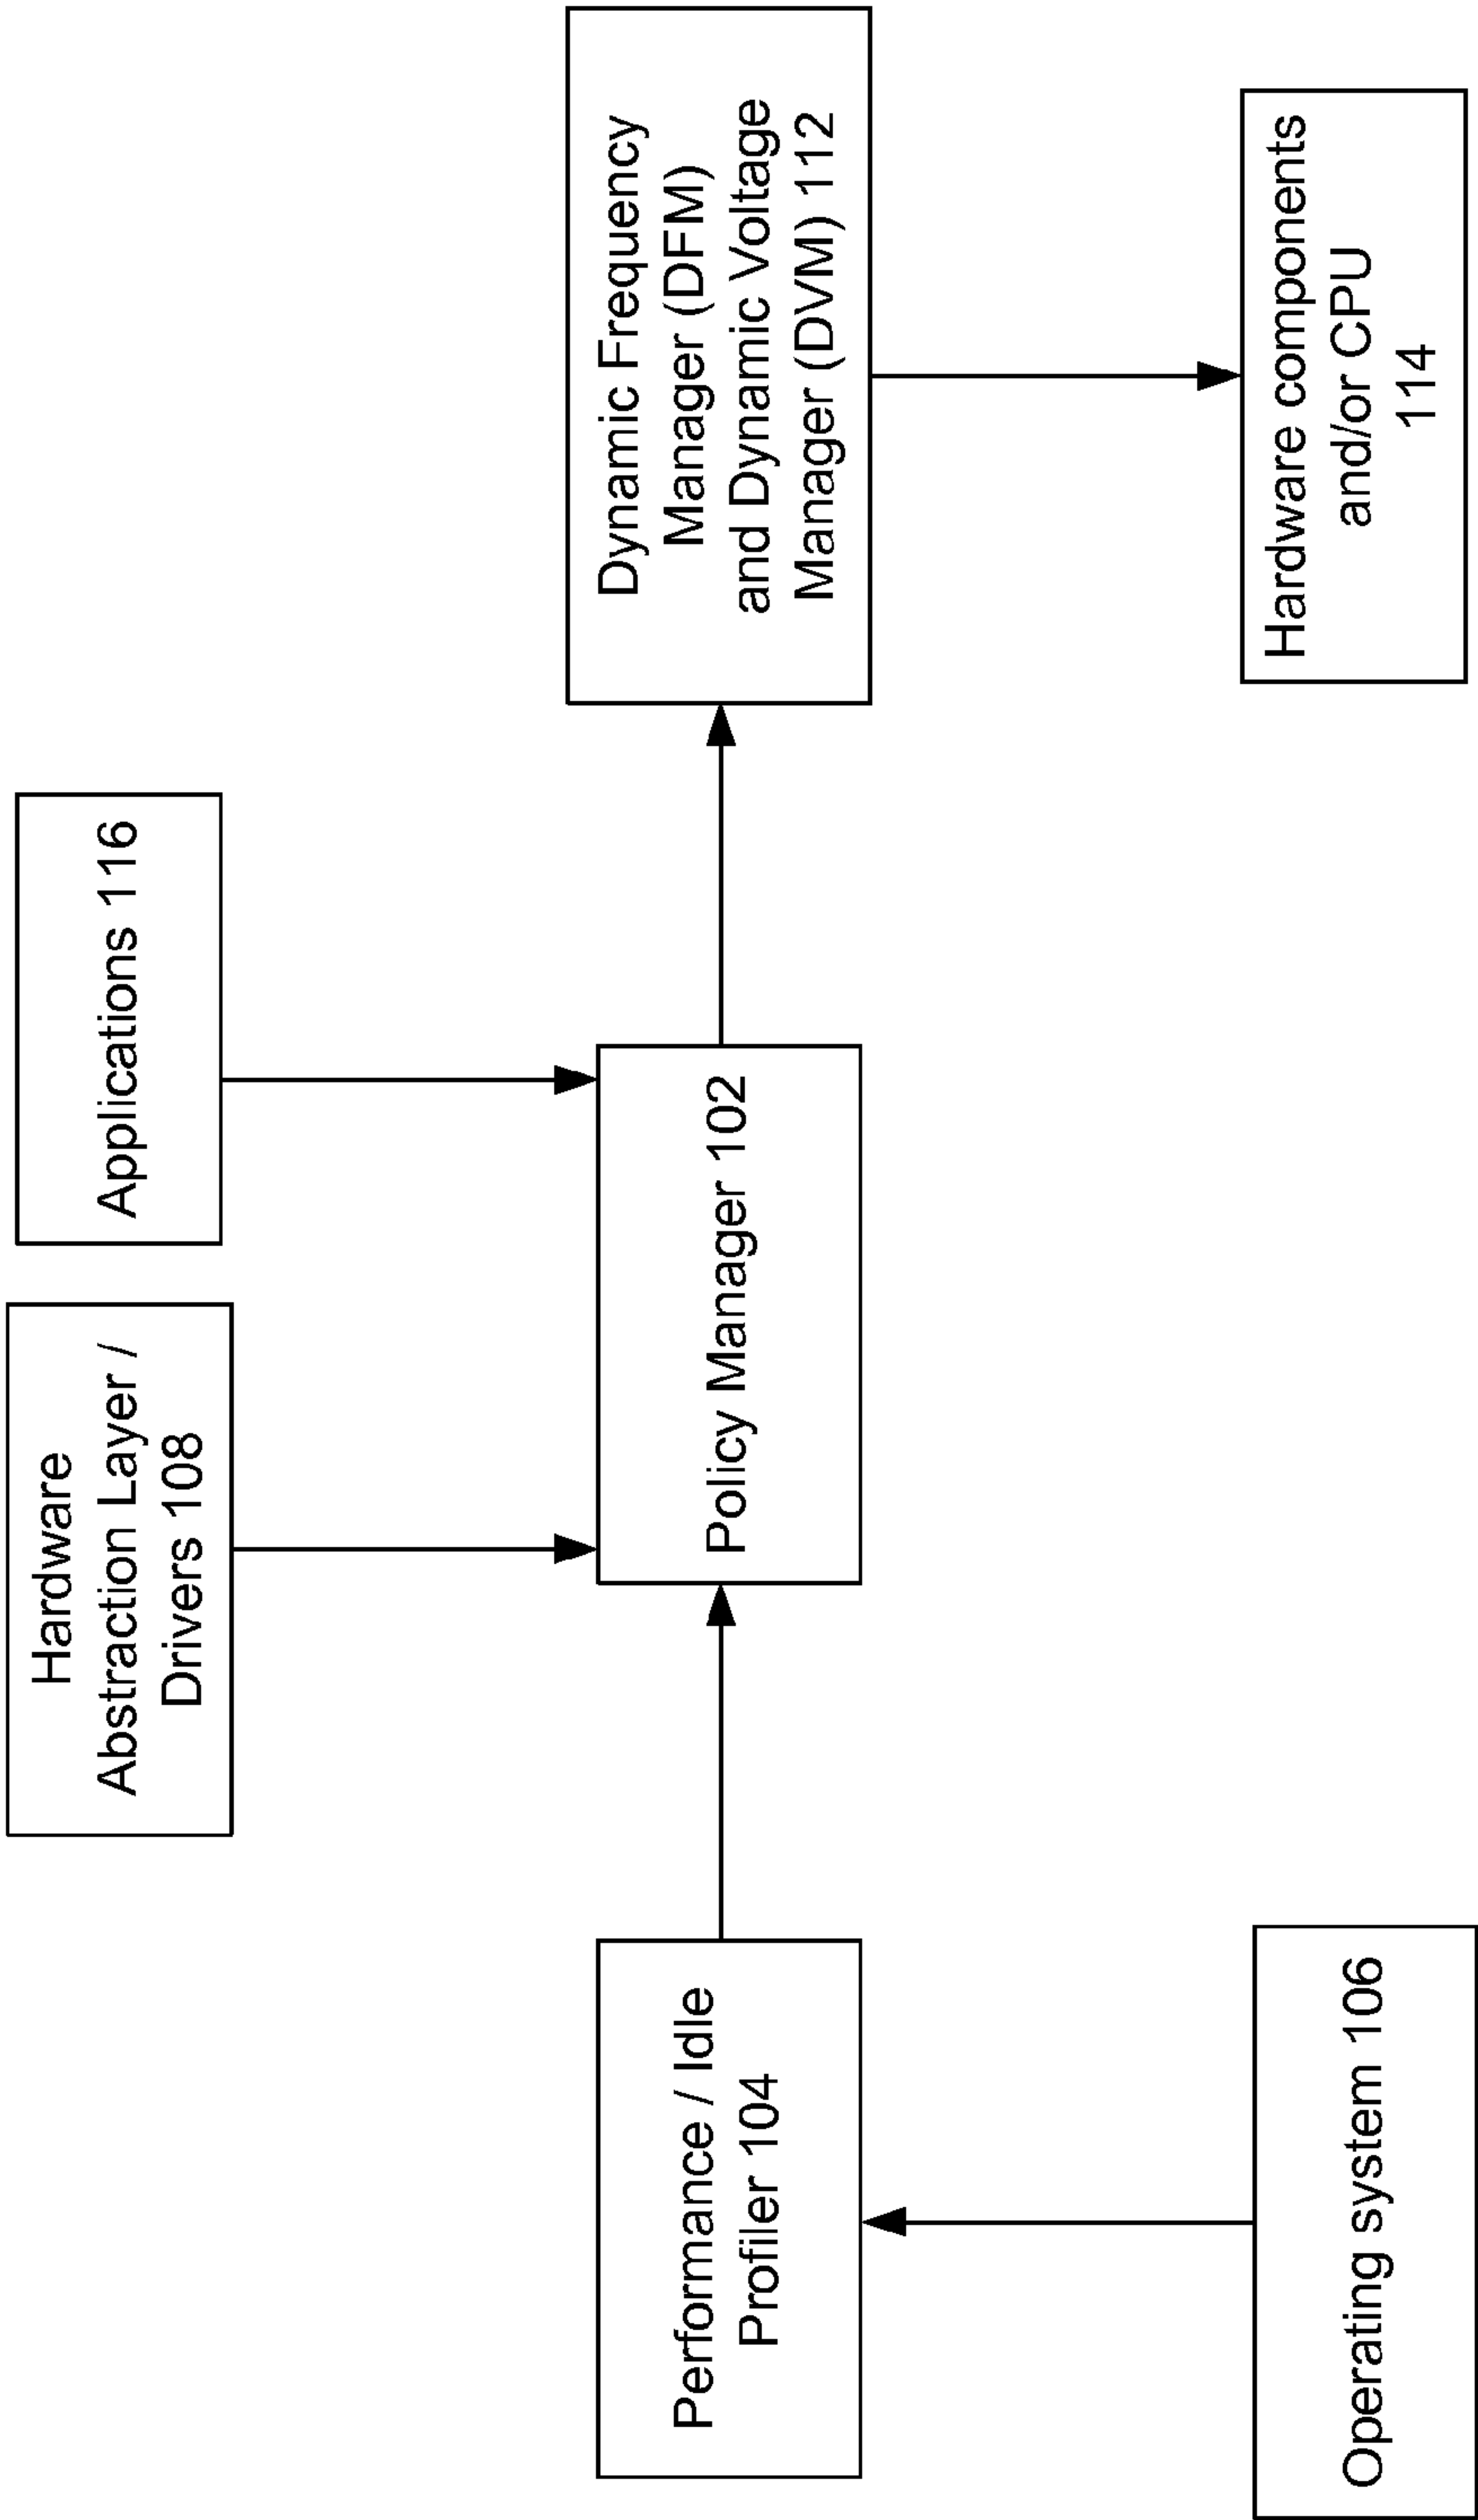 Hardware
Abstraction Layer /
Drivers 108
Applications 116
Performance / Idle
Profiler 104
Policy Manager 102
Dynamic Frequency
Manager (DFM)
and Dynamic Voltage
Manager (DVM) 112
Operating system 106
Hardware components
and/or CPU
114